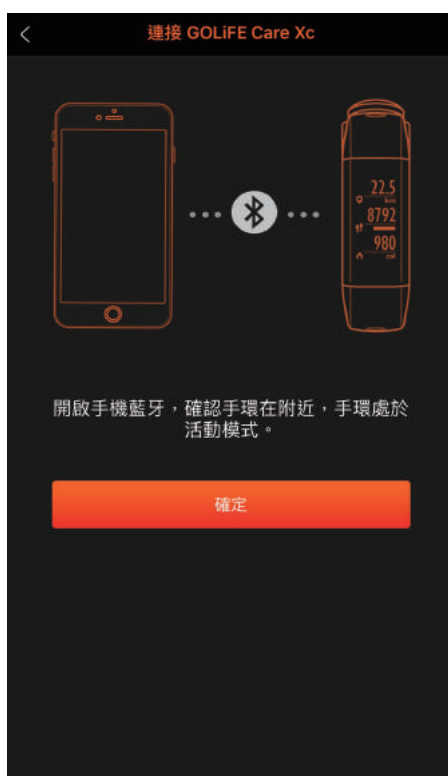 連接 GOLiFE Care Xc
22.5
km
8792
980
cal
開啟手機藍牙，確認手環在附近，手環處於
活動模式。
確定